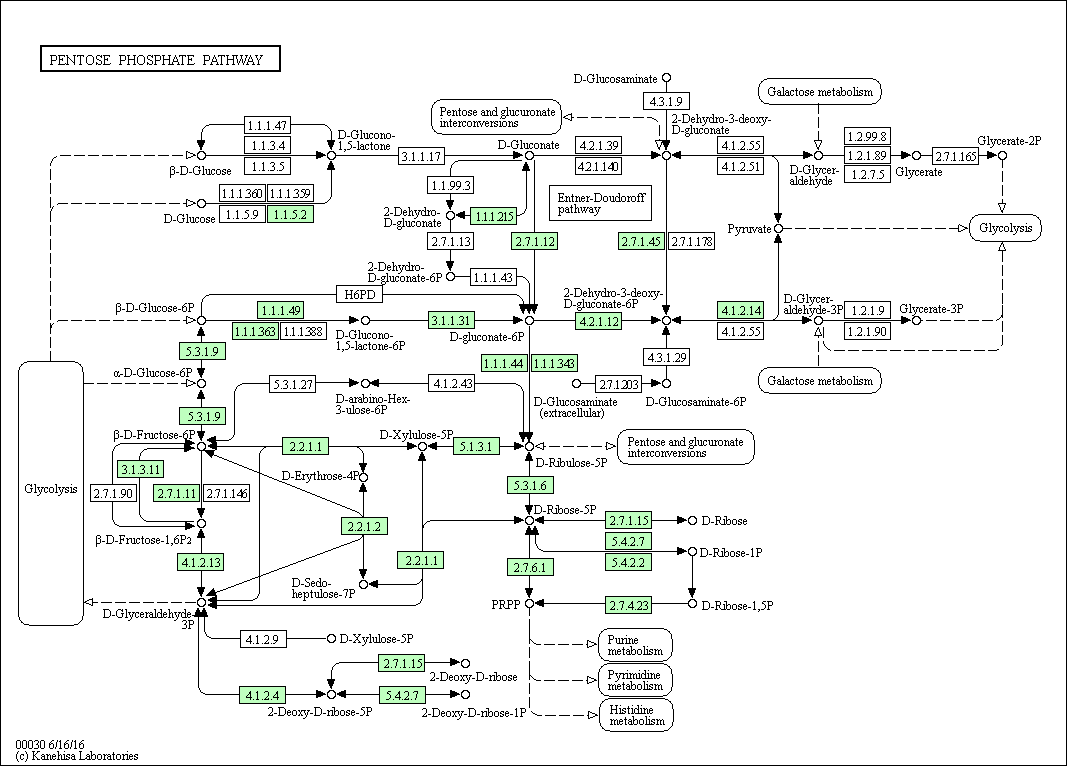 PENTOSE PHOSPHATE PATHWAY
D-Glucosaminate
4.3.1.9
Galactose metabolism
Pentose and glucuronate
interconversions
2-Dehydro-3-deoxy-
D-gluconate
1.1.1.47
D-Glucono-
1,5-lactone
1.1.3.4
1.1.3.5
β-D-Glucose
3.1.1.17
D-Gluconate
4.2.1.39
4.2.1.140
4.1.2.55
4.1.2.51
D-Glycer-
aldehyde
1.2.99.8
1.2.1.89
1.2.7.5
Glycerate
2.7.1.165
Glycerate-2P
1.1.1.360
1.1.1.359
1.1.5.9
1.1.5.2
D-Glucose
1.1.99.3
2-Dehydro-
D-gluconate
1.1.1.215
Entner-Doudoroff
pathway
Pyruvate
Glycolysis
2.7.1.13
2.7.1.12
2.7.1.45
2.7.1.178
2-Dehydro-
D-gluconate-6P
1.1.1.43
H6PD
2-Dehydro-3-deoxy-
D-gluconate-6P
β-D-Glucose-6P
1.1.1.49
1.1.1.363
1.1.1.388
D-Glucono-
1,5-lactone-6P
3.1.1.31
D-gluconate-6P
4.2.1.12
4.1.2.14
4.1.2.55
D-Glycer-
aldehyde-3P
1.2.1.9
1.2.1.90
Glycerate-3P
5.3.1.9
1.1.1.44
1.1.1.343
4.3.1.29
Galactose metabolism
α-D-Glucose-6P
5.3.1.27
D-arabino-Hex-
3-ulose-6P
4.1.2.43
D-Glucosaminate
(extracellular)
2.7.1.203
D-Glucosaminate-6P
5.3.1.9
β-D-Fructose-6P
2.2.1.1
D-Xylulose-5P
5.1.3.1
D-Ribulose-5P
Pentose and glucuronate
interconversions
3.1.3.11
2.7.1.90
2.7.1.11
2.7.1.146
D-Erythrose-4P
5.3.1.6
Glycolysis
β-D-Fructose-1,6P2
2.2.1.2
D-Ribose-5P
2.7.1.15
D-Ribose
5.4.2.7
5.4.2.2
D-Ribose-1P
4.1.2.13
2.2.1.1
2.7.6.1
D-Sedo-
heptulose-7P
D-Glyceraldehyde-
3P
PRPP
2.7.4.23
D-Ribose-1,5P
4.1.2.9
D-Xylulose-5P
Purine
metabolism
2.7.1.15
2-Deoxy-D-ribose
Pyrimidine
metabolism
4.1.2.4
2-Deoxy-D-ribose-5P
5.4.2.7
2-Deoxy-D-ribose-1P
Histidine
metabolism
00030 6/16/16
(c) Kanehisa Laboratories